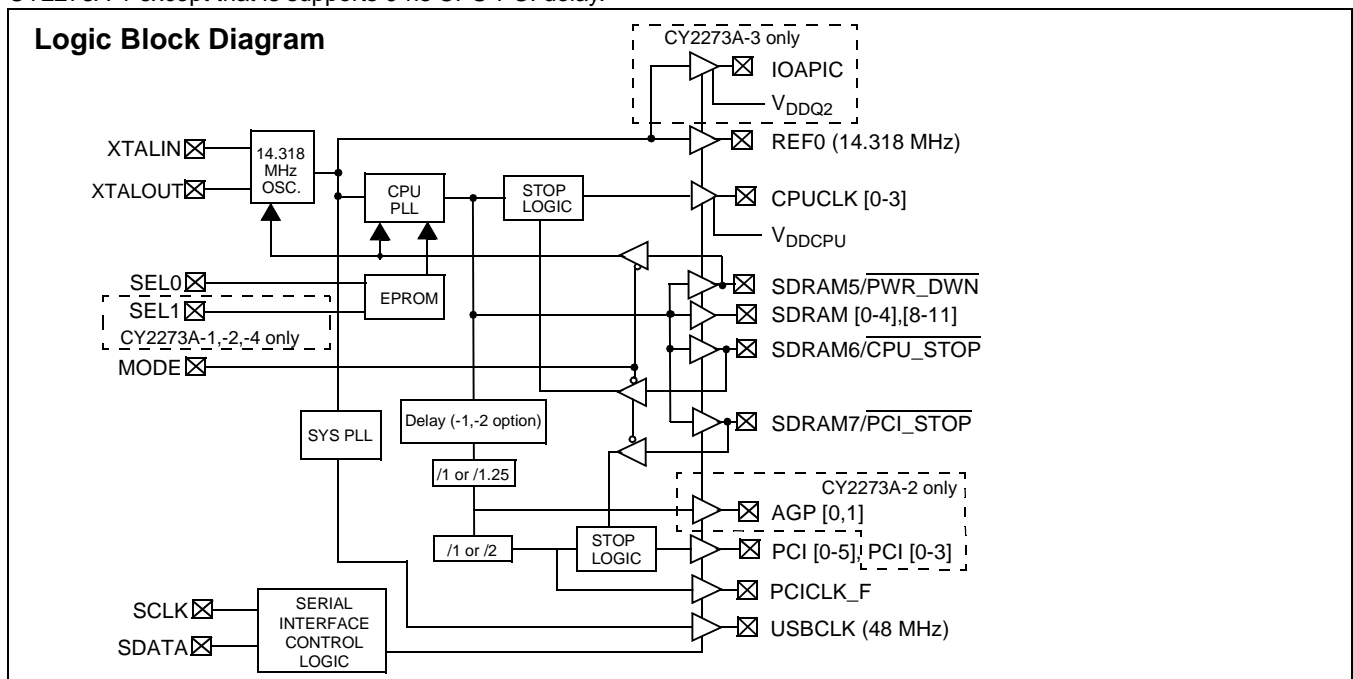 CY2273A-1 except that is supports 0 ns CPU-PCI delay.
Logic Block Diagram
CY2273A-3 only
IOAPIC
VDDQ2
XTALIN
XTALOUT
14.318
MHz
OSC.
REF0 (14.318 MHz)
CPU
PLL
STOP
LOGIC
CPUCLK [0-3]
VDDCPU
SEL0
SEL1
CY2273A-1,-2,-4 only
MODE
EPROM
SDRAM5/PWR_DWN
SDRAM [0-4],[8-11]
SDRAM6/CPU_STOP
SDRAM7/PCI_STOP
SYS PLL
Delay (-1,-2 option)
/1 or /1.25
/1 or /2
CY2273A-2 only
AGP [0,1]
STOP
LOGIC
PCI [0-5], PCI [0-3]
PCICLK_F
USBCLK (48 MHz)
SCLK
SDATA
SERIAL
INTERFACE
CONTROL
LOGIC